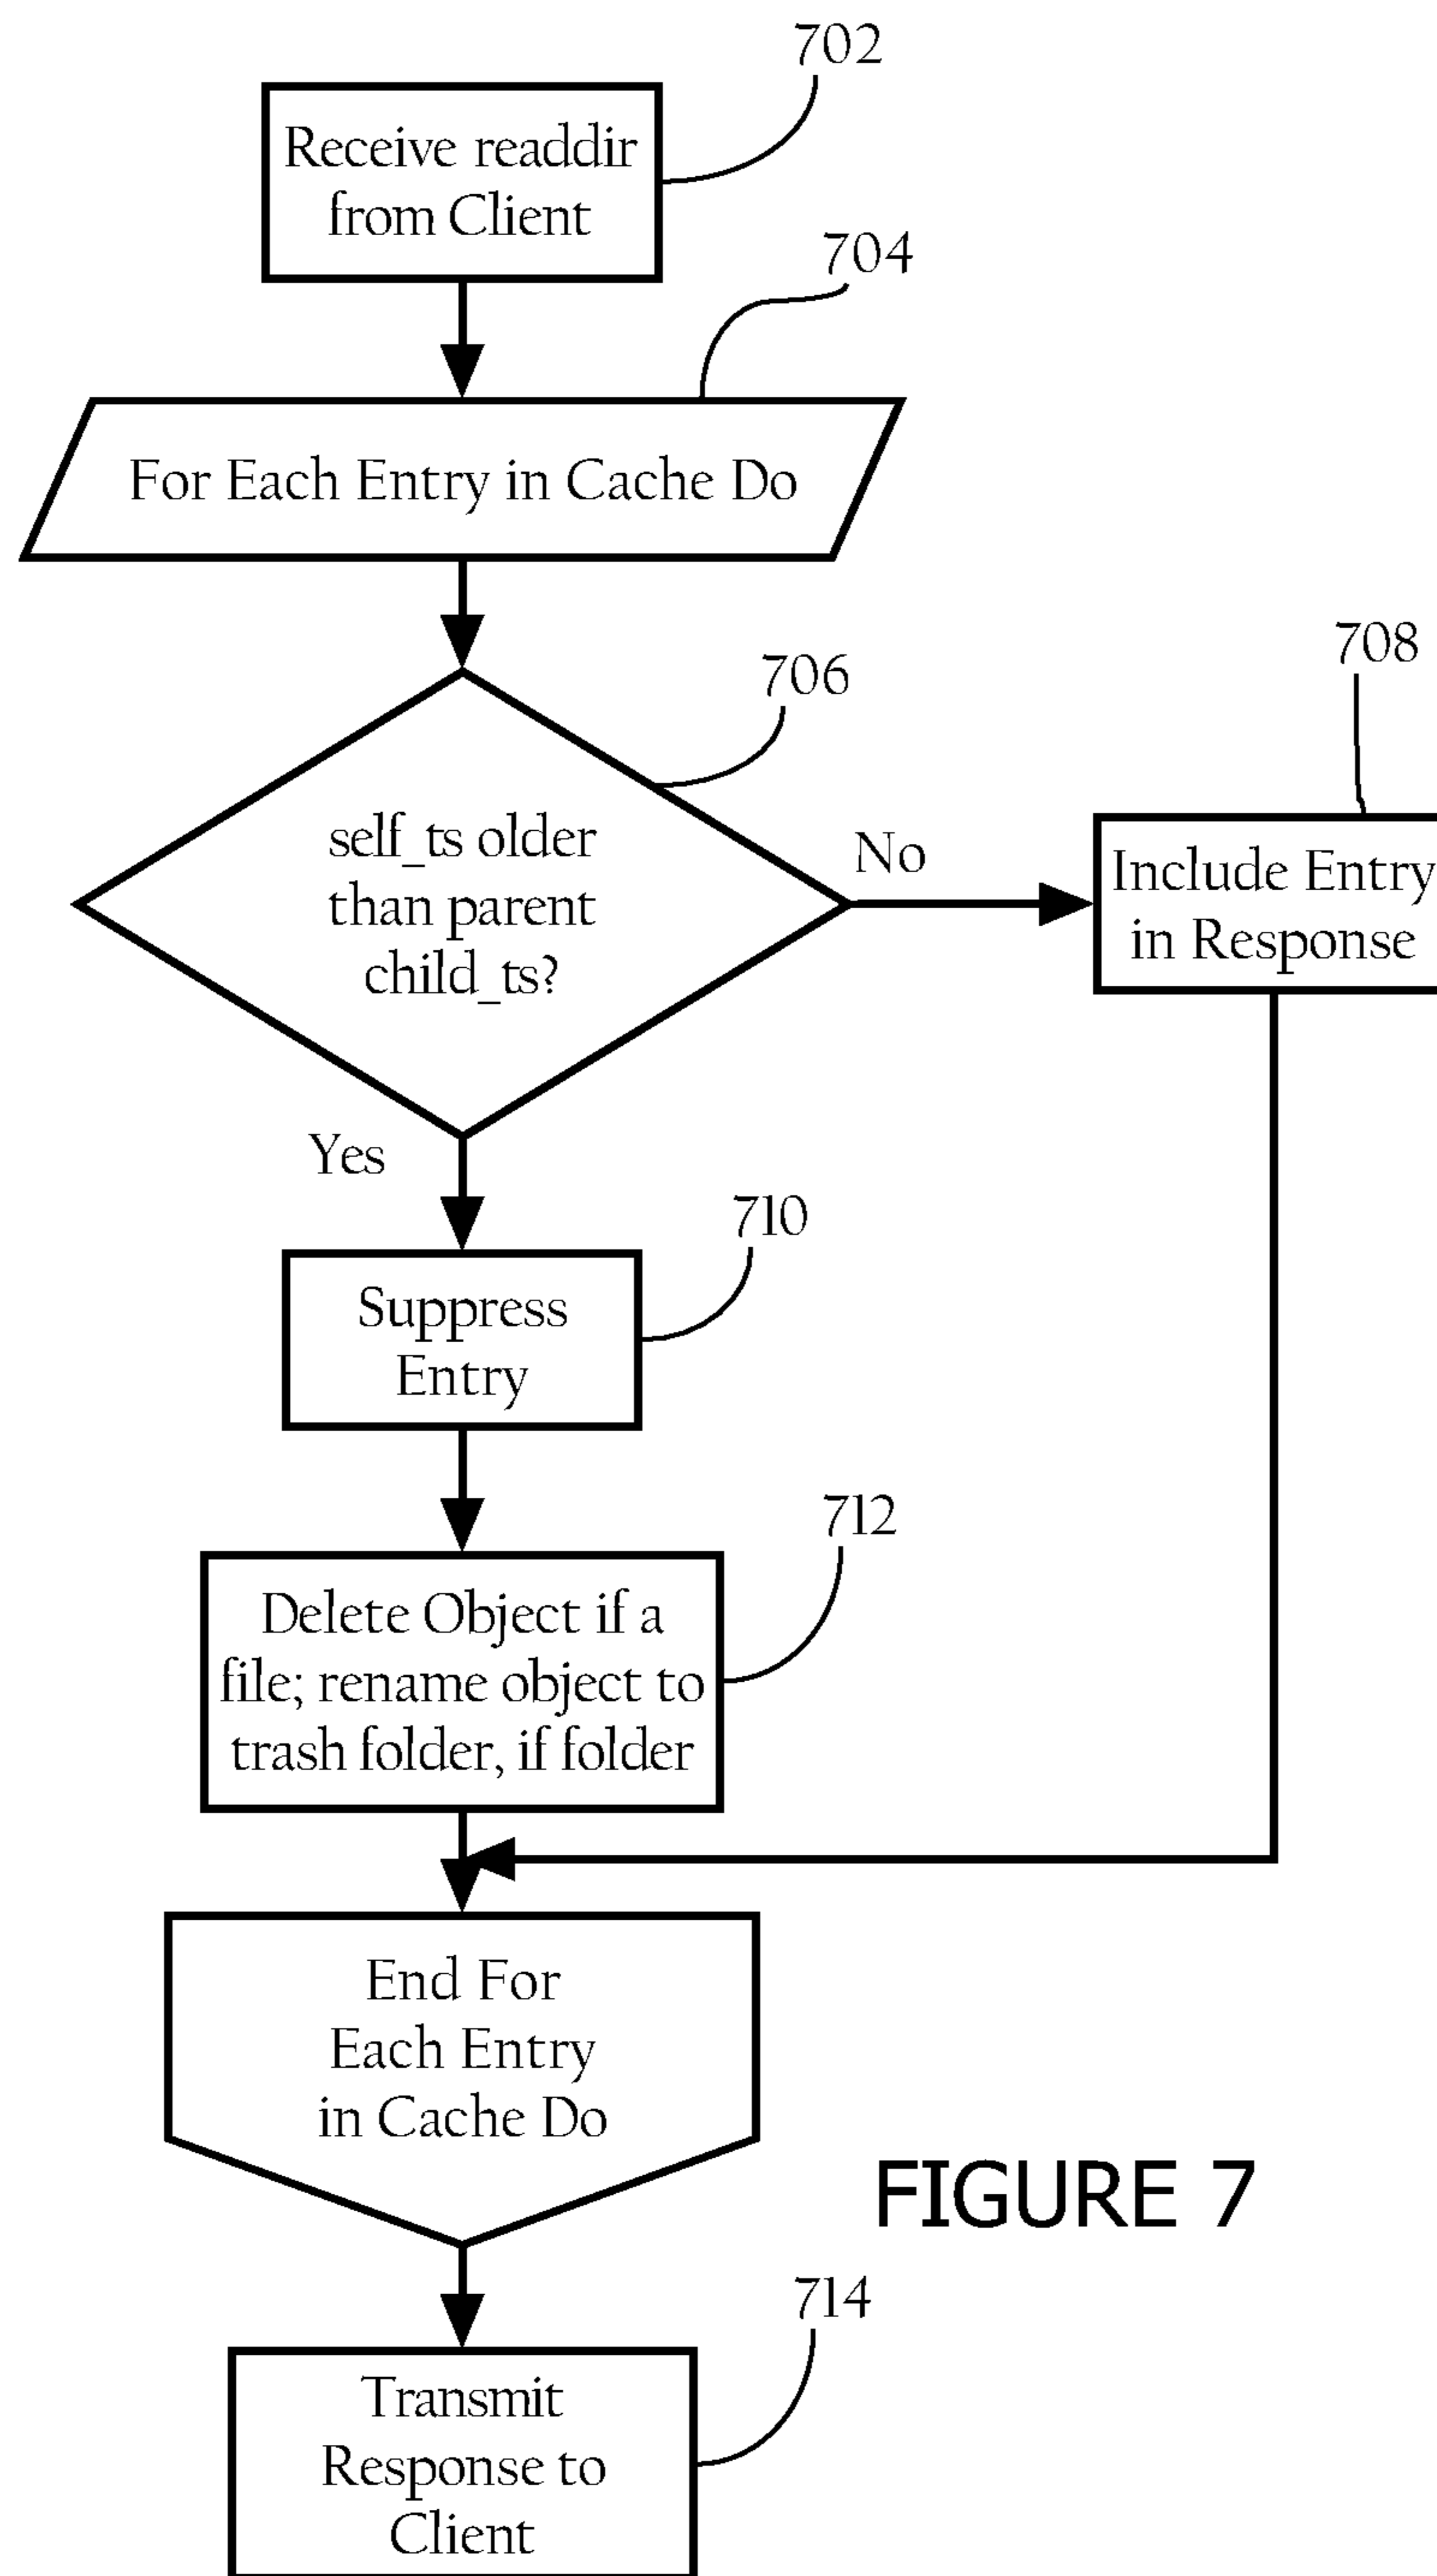 702
Receive readdir
from Client
704
For Each Entry in Cache Do
706
708
self_ts older
than parent
child_ts?
No
Include Entry
in Response
Yes
710
Suppress
Entry
712
Delete Object if a
file; rename object to
trash folder, if folder
End For
Each Entry
in Cache Do
FIGURE 7
714
Transmit
Response to
Client